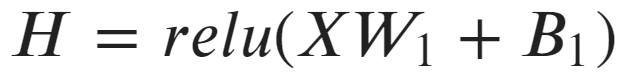 H = relu(XW₁ + B₁)